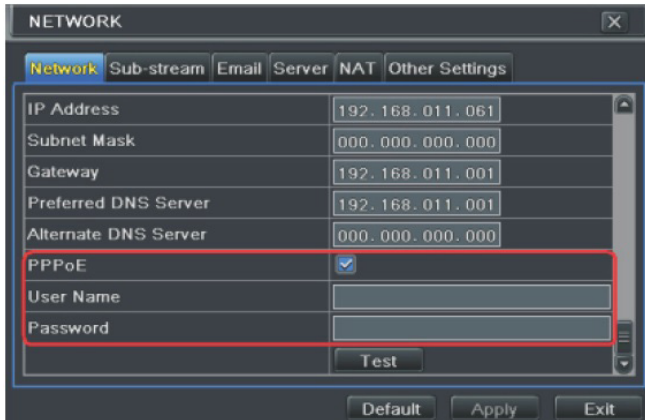 NETWORK
Network Sub-stream Email Server NAT Other Settings
IP Address 192.168.011.061
Subnet Mask 000.000.000.000
Gateway 192.168.011.001
Preferred DNS Server 192.168.011.001
Alternate DNS Server 000.000.000.000
PPPoE
User Name
Password
Test
Default Apply Exit